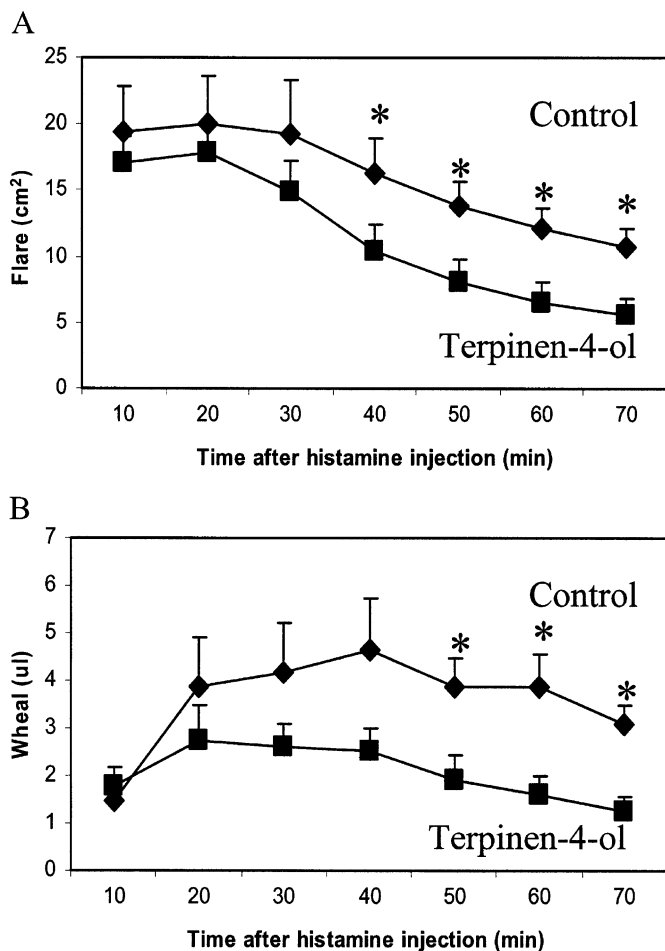 A
25
20
15
10
5
0
Flare (cm²)
Control
* * * *
Terpinen-4-ol
10 20 30 40 50 60 70
Time after histamine injection (min)
B
7
6
5
4
3
2
1
0
Wheal (ul)
Control
* * *
Terpinen-4-ol
10 20 30 40 50 60 70
Time after histamine injection (min)